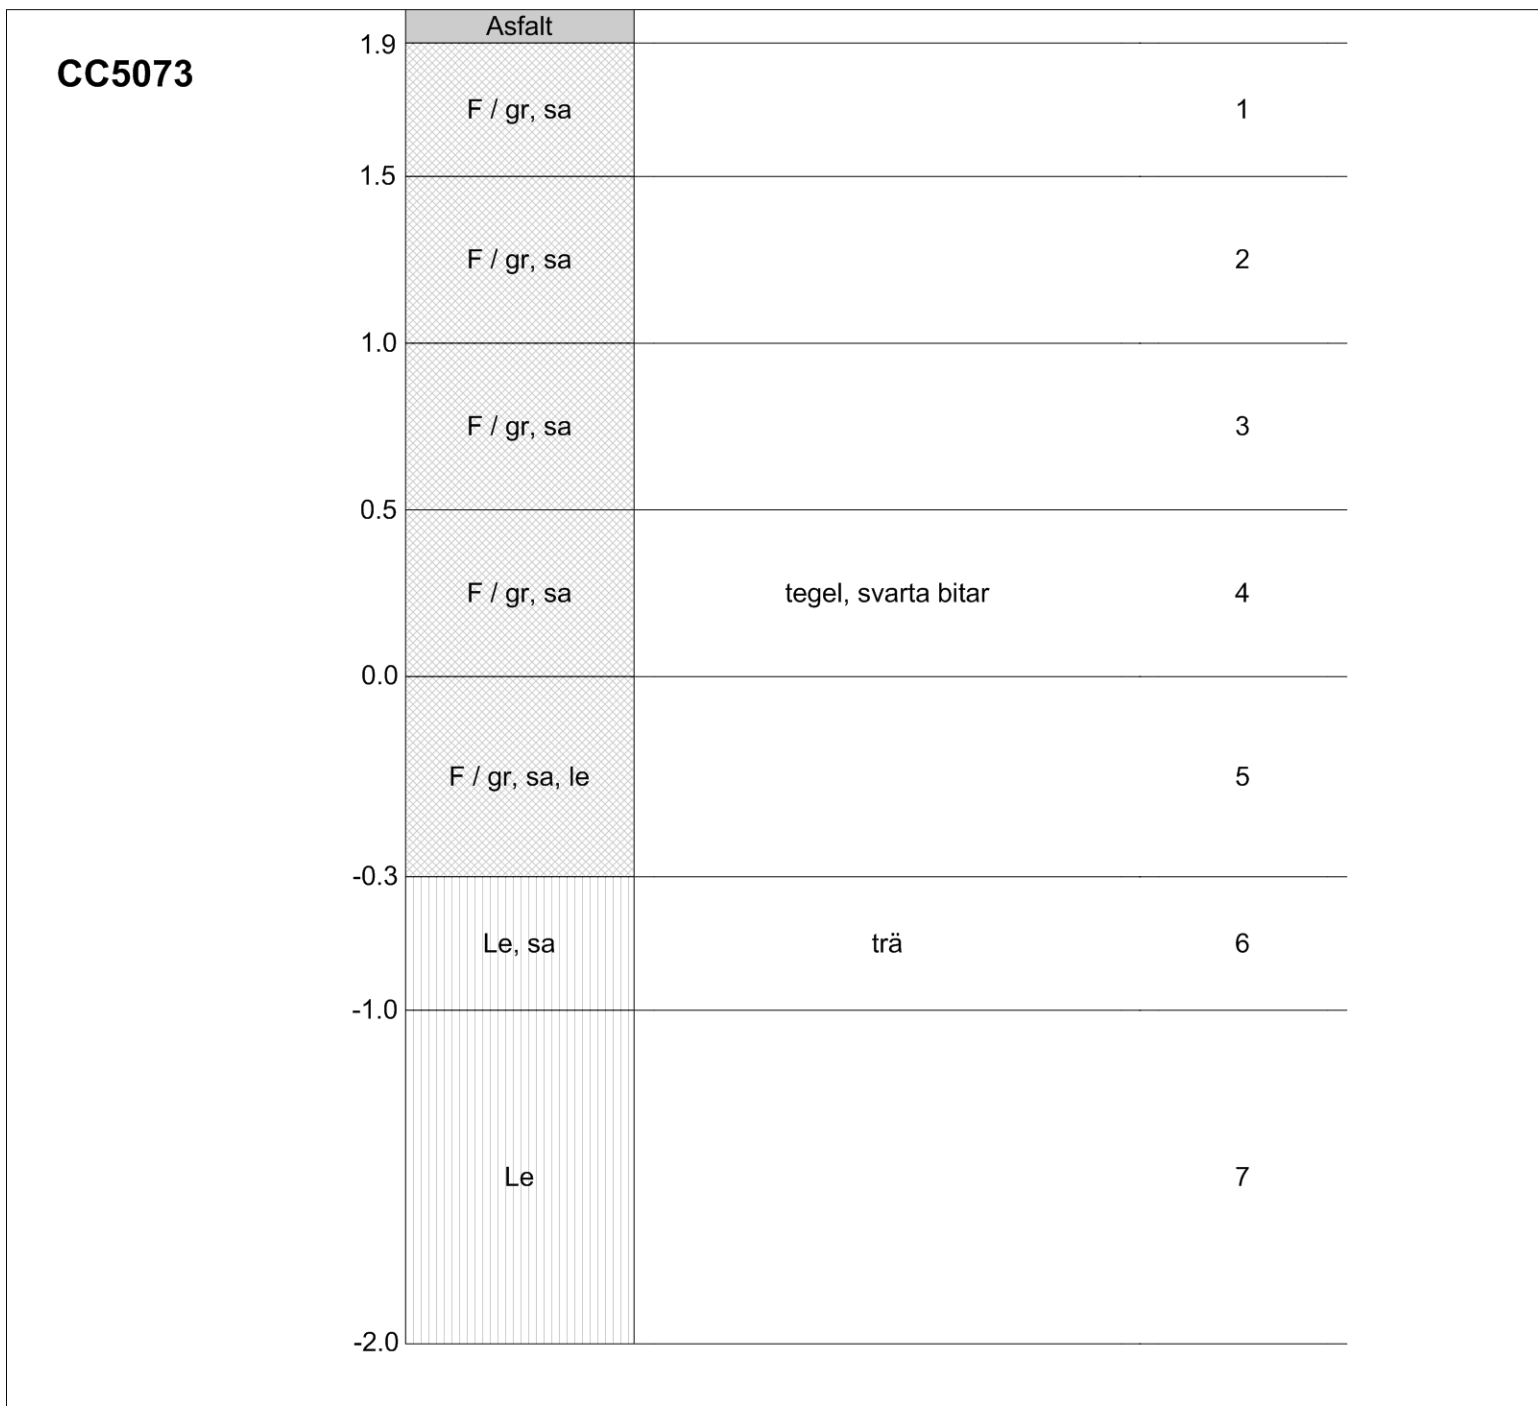 Asfalt
1.9
CC5073
F / gr, sa 1
1.5
F / gr, sa 2
1.0
F / gr, sa 3
0.5
F / gr, sa tegel, svarta bitar 4
0.0
F / gr, sa, le 5
-0.3
Le, sa trä 6
-1.0
Le 7
-2.0